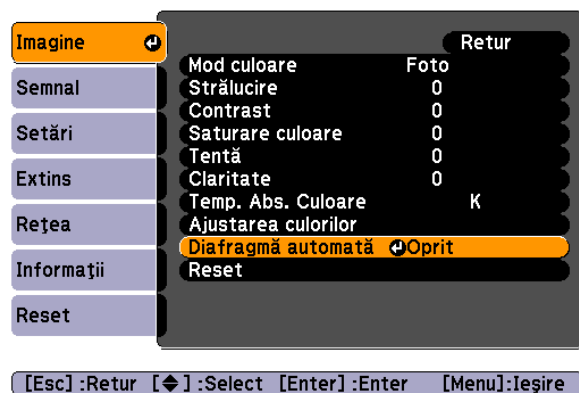 Imagine
Semnal
Setări
Extins
Reţea
Informaţii
Reset
Retur
Mod culoare Foto
Strălucire 0
Contrast 0
Saturare culoare 0
Tentă 0
Claritate 0
Temp. Abs. Culoare K
Ajustarea culorilor
Diafragmă automată Oprit
Reset
[Esc] :Retur [ ] :Select [Enter] :Enter [Menu]:Ieşire